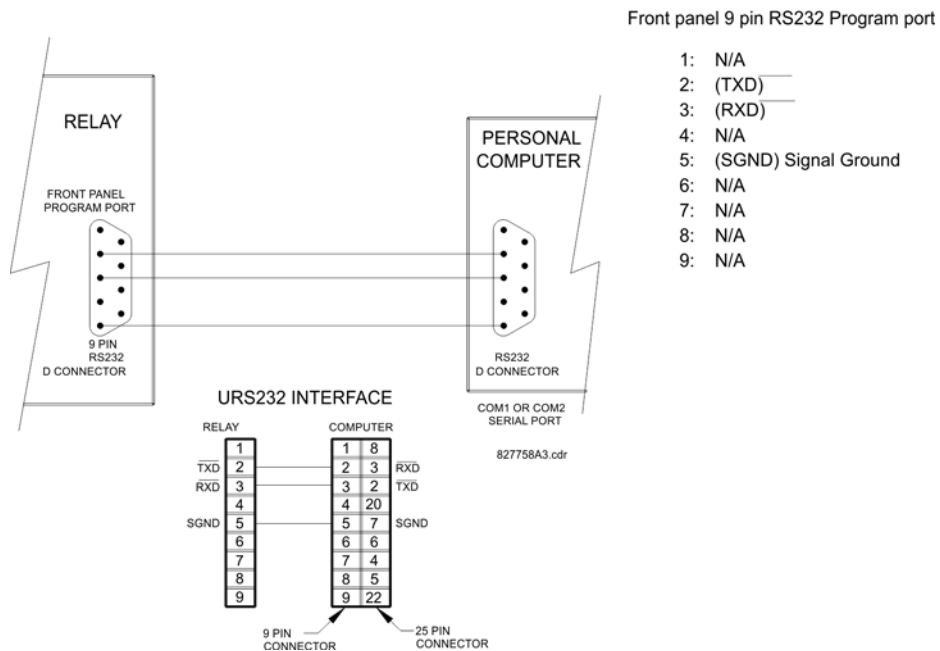 Front panel 9 pin RS232 Program port
1: N/A
2: (TXD)
3: (RXD)
4: N/A
5: (SGND) Signal Ground
6: N/A
7: N/A
8: N/A
9: N/A
RELAY
FRONT PANEL
PROGRAM PORT
9 PIN
RS232
D CONNECTOR
PERSONAL
COMPUTER
RS232
D CONNECTOR
COM1 OR COM2
SERIAL PORT
827758A3.cdr
URS232 INTERFACE
RELAY COMPUTER
1 1 8
TXD 2 2 3 RXD
RXD 3 3 2 TXD
4 4 20
SGND 5 5 7 SGND
6 6 6
7 7 4
8 8 5
9 9 22
9 PIN
CONNECTOR
25 PIN
CONNECTOR